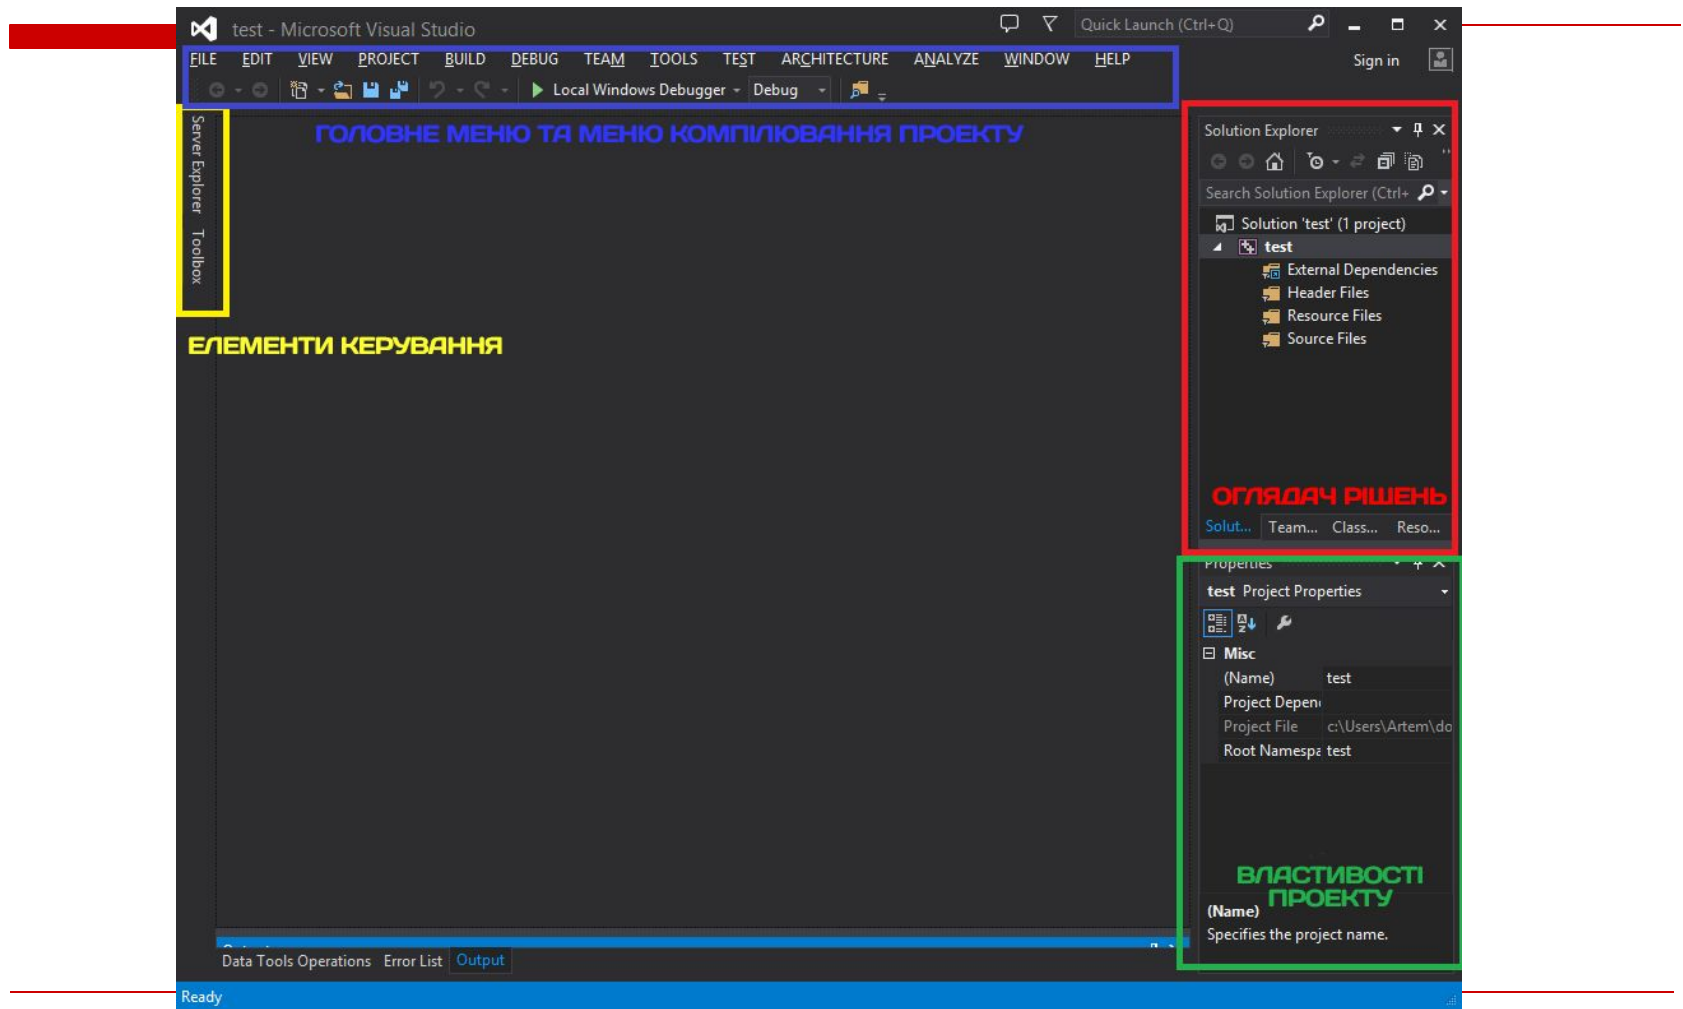 test - Microsoft Visual Studio
Quick Launch (Ctrl+Q)
FILE EDIT VIEW PROJECT BUILD DEBUG TEAM TOOLS TEST ARCHITECTURE ANALYZE WINDOW HELP
Sign in
Local Windows Debugger Debug
Server Explorer
Toolbox
ГОЛОВНЕ МЕНЮ ТА МЕНЮ КОМПІЛЮВАННЯ ПРОЕКТУ
ЕЛЕМЕНТИ КЕРУВАННЯ
Solution Explorer
Search Solution Explorer (Ctrl+
Solution 'test' (1 project)
test
External Dependencies
Header Files
Resource Files
Source Files
ОГЛЯДАЧ РІШЕНЬ
Solut... Team... Class... Reso...
Properties
test Project Properties
Misc
(Name) test
Project Depen
Project File c:\Users\Artem\do
Root Namespa test
ВЛАСТИВОСТІ
ПРОЕКТУ
(Name)
Specifies the project name.
Data Tools Operations Error List Output
Ready